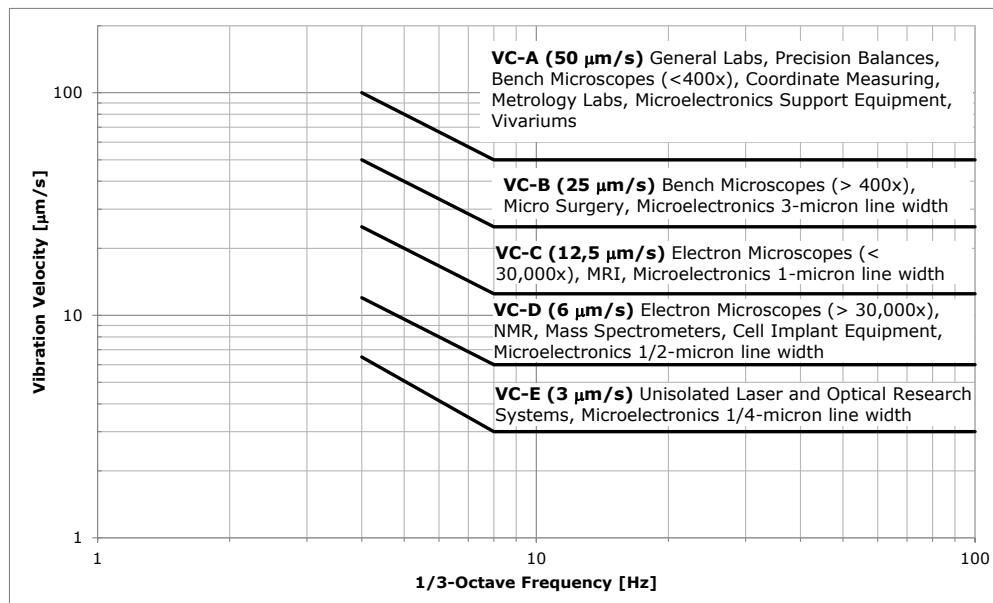 VC-A (50 μm/s) General Labs, Precision Balances,
Bench Microscopes (<400x), Coordinate Measuring,
Metrology Labs, Microelectronics Support Equipment,
Vivariums
VC-B (25 μm/s) Bench Microscopes (> 400x),
Micro Surgery, Microelectronics 3-micron line width
VC-C (12,5 μm/s) Electron Microscopes (<
30,000x), MRI, Microelectronics 1-micron line width
VC-D (6 μm/s) Electron Microscopes (> 30,000x),
NMR, Mass Spectrometers, Cell Implant Equipment,
Microelectronics 1/2-micron line width
VC-E (3 μm/s) Unisolated Laser and Optical Research
Systems, Microelectronics 1/4-micron line width
Vibration Velocity [μm/s]
100
10
1
1
10
100
1/3-Octave Frequency [Hz]